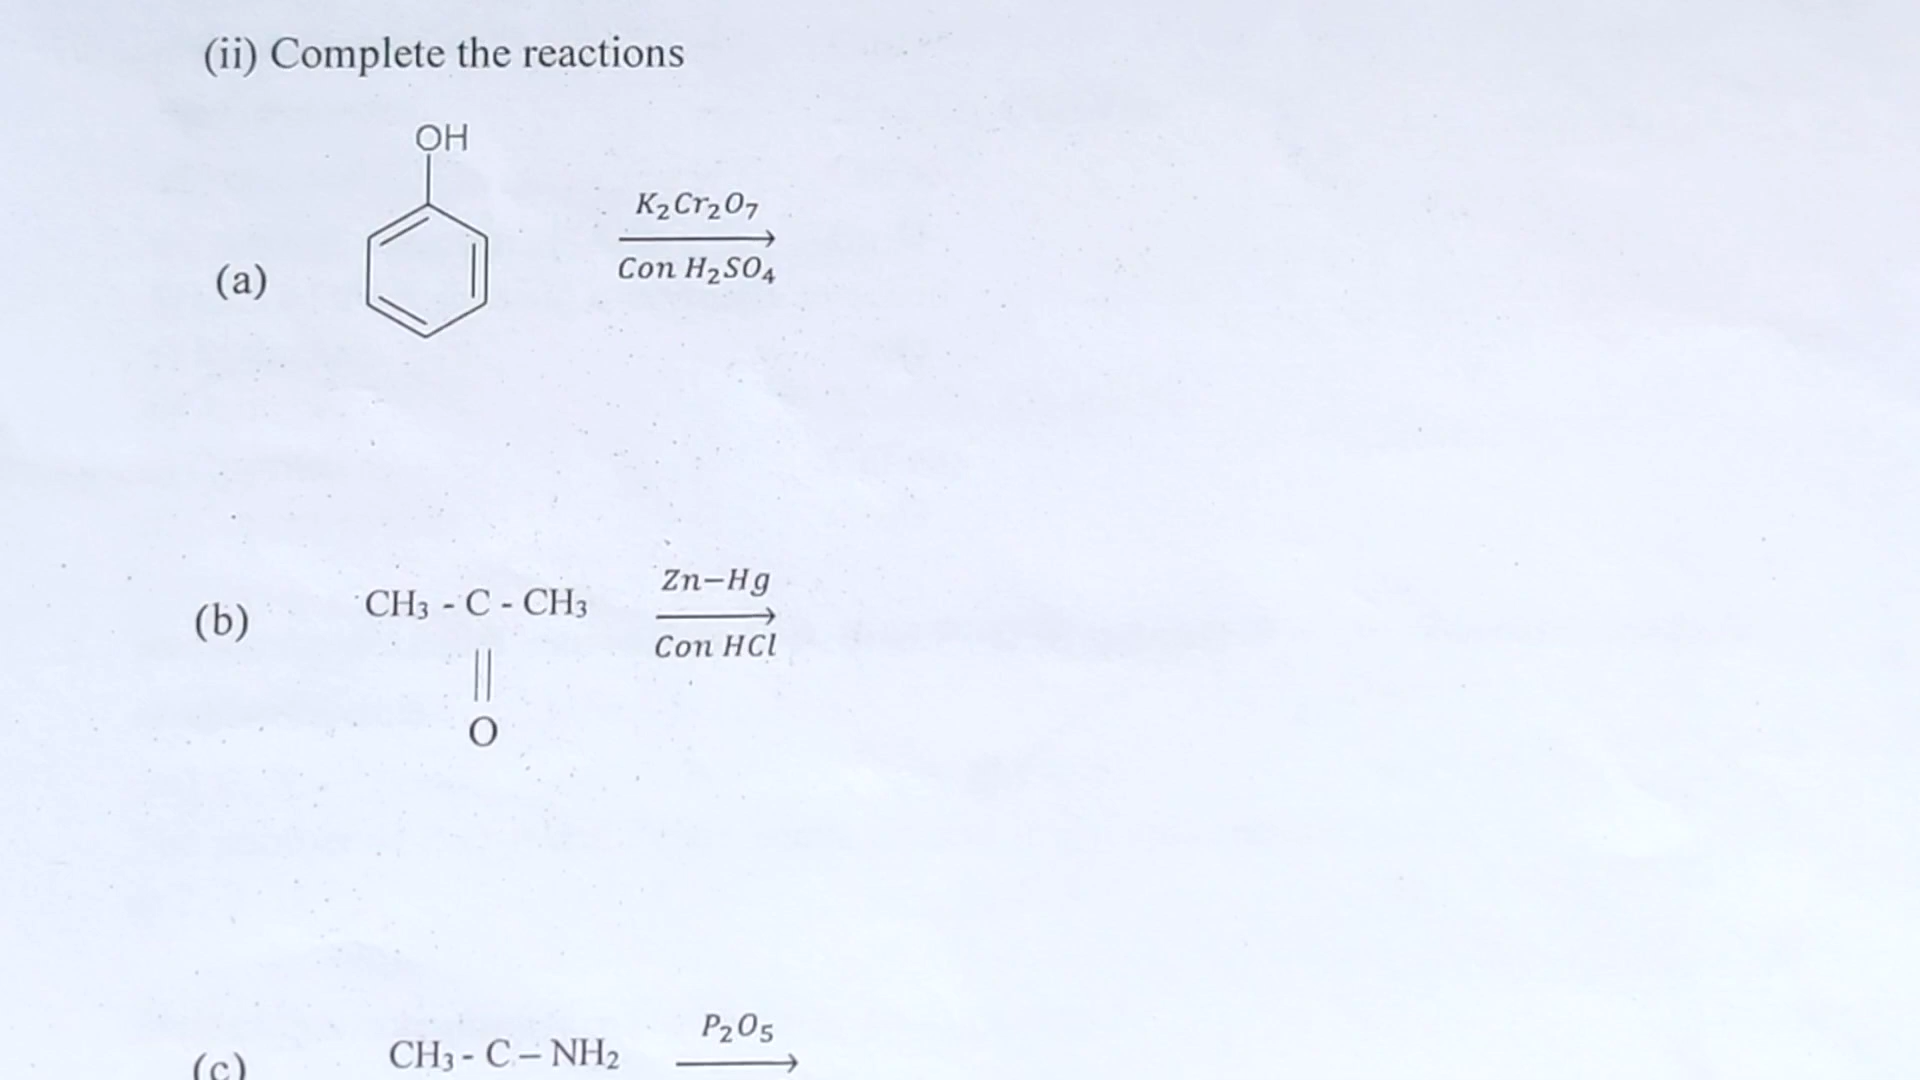 (ii) Complete the reactions
OH
K₂Cr₂O₇
(a)
Con H₂SO₄
Zn−Hg
(b) CH₃ - C - CH₃
Con HCl
||
O
P₂O₅
(c) CH₃ - C – NH₂